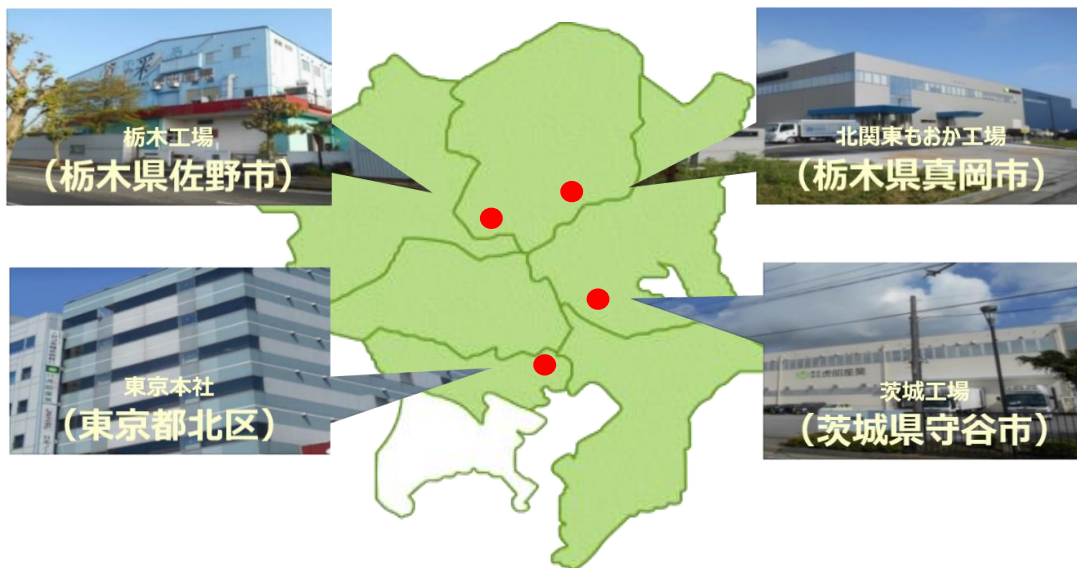 栃木工場
（栃木県佐野市）
北関東もおか工場
（栃木県真岡市）
東京本社
（東京都北区）
茨城工場
（茨城県守谷市）